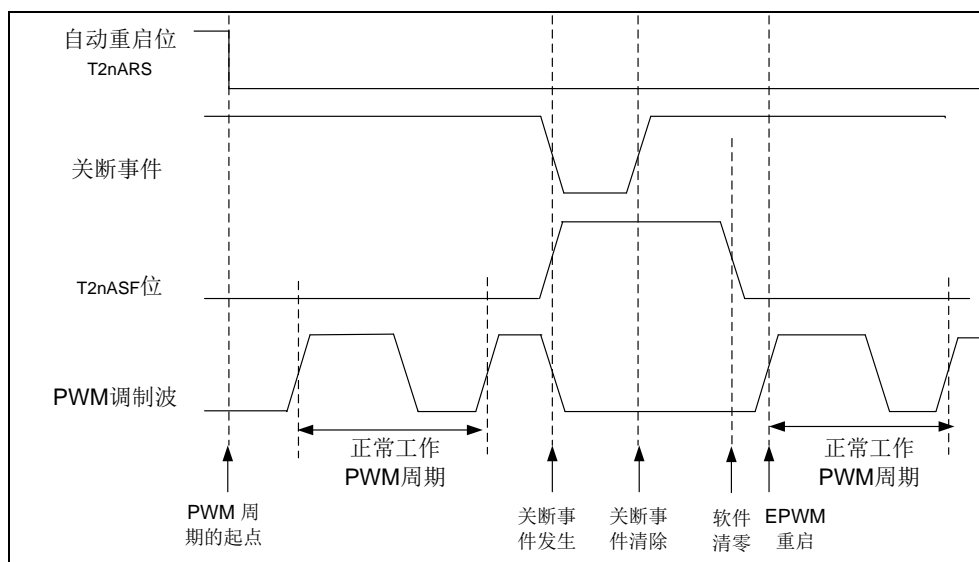 自动重启位
T2nARS
关断事件
T2nASF位
PWM调制波
正常工作
PWM周期
正常工作
PWM周期
PWM 周
期的起点
关断事
件发生
关断事
件清除
软件
清零
EPWM
重启